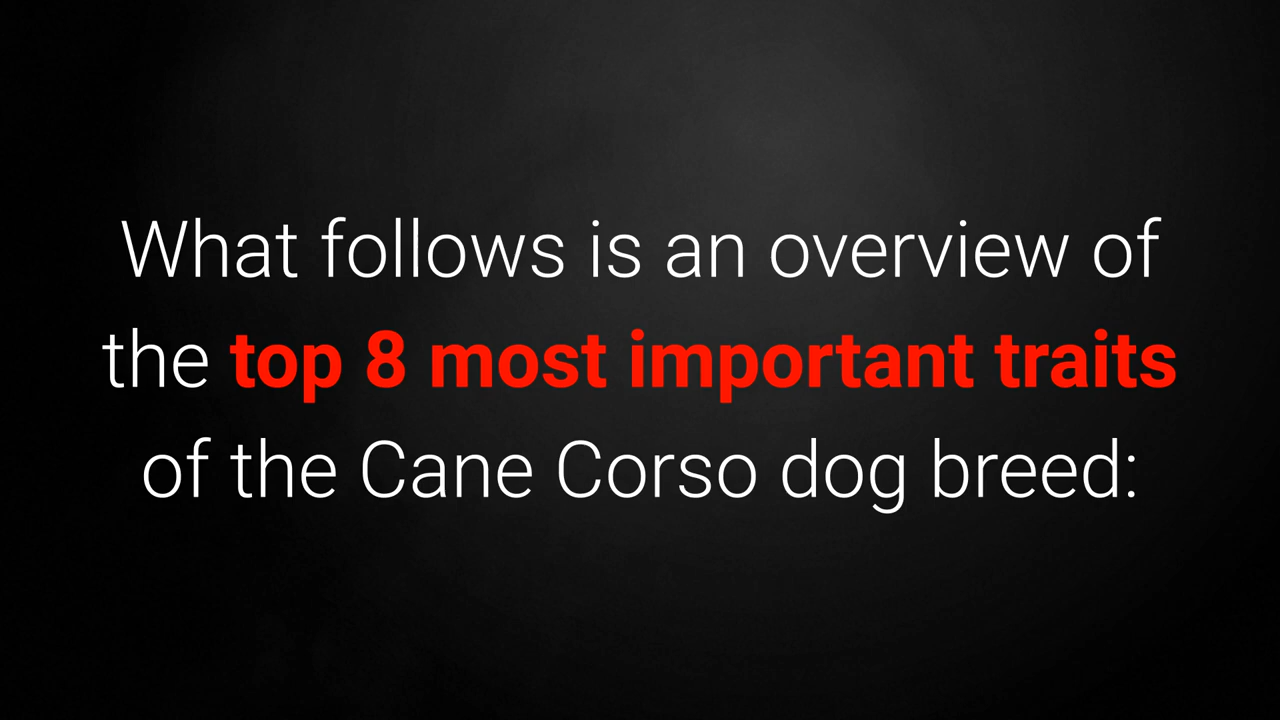 What follows is an overview of
the top 8 most important traits
of the Cane Corso dog breed: